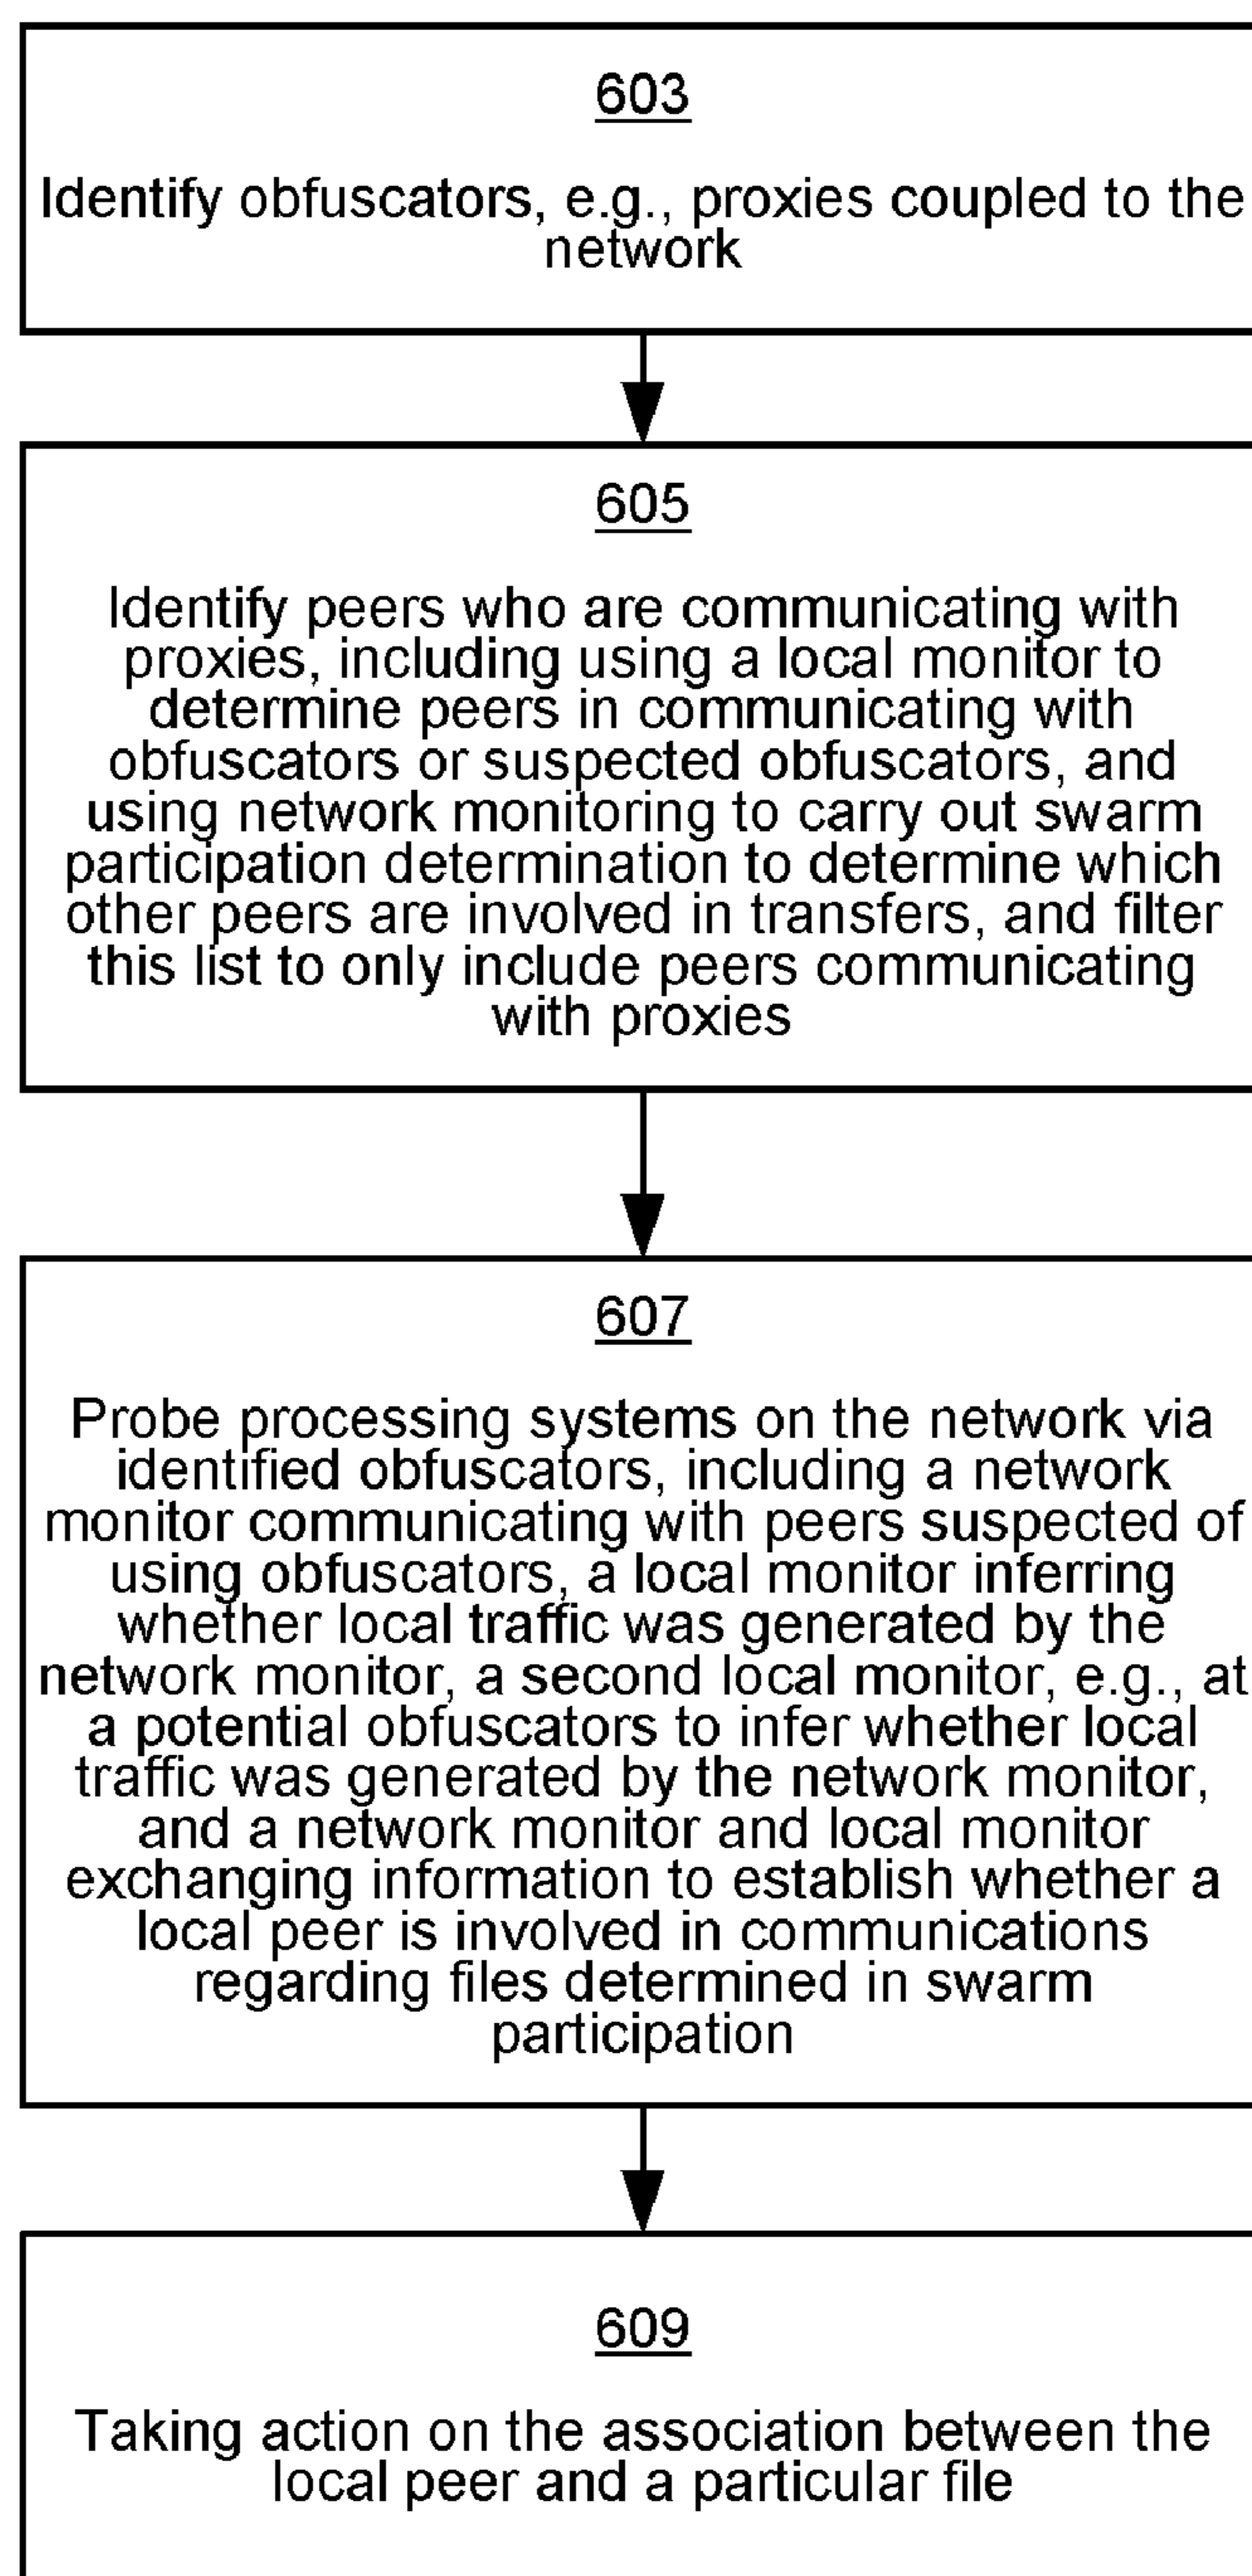 603
Identify obfuscators, e.g., proxies coupled to the
network
605
Identify peers who are communicating with
proxies, including using a local monitor to
determine peers in communicating with
obfuscators or suspected obfuscators, and
using network monitoring to carry out swarm
participation determination to determine which
other peers are involved in transfers, and filter
this list to only include peers communicating
with proxies
607
Probe processing systems on the network via
identified obfuscators, including a network
monitor communicating with peers suspected of
using obfuscators, a local monitor inferring
whether local traffic was generated by the
network monitor, a second local monitor, e.g., at
a potential obfuscators to infer whether local
traffic was generated by the network monitor,
and a network monitor and local monitor
exchanging information to establish whether a
local peer is involved in communications
regarding files determined in swarm
participation
609
Taking action on the association between the
local peer and a particular file